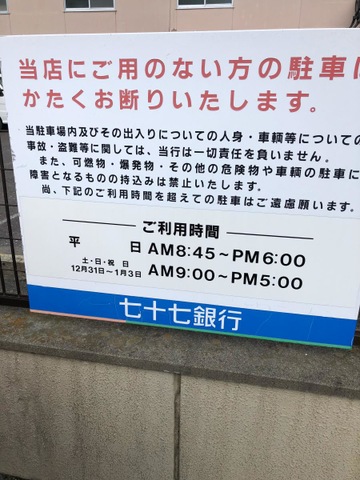 当店にご用のない方の駐車は
かたくお断りいたします。
当駐車場内及びその出入りについての人身・車輌等についての
事故・盗難等に関しては、当行は一切責任を負いません。
また、可燃物・爆発物・その他の危険物や車輌の駐車に
障害となるものの持込みは禁止いたします。
尚、下記のご利用時間を超えての駐車はご遠慮願います。
ご利用時間
平 日 AM8:45～PM6:00
土・日・祝 日
12月31日～1月3日 AM9:00～PM5:00
七十七銀行